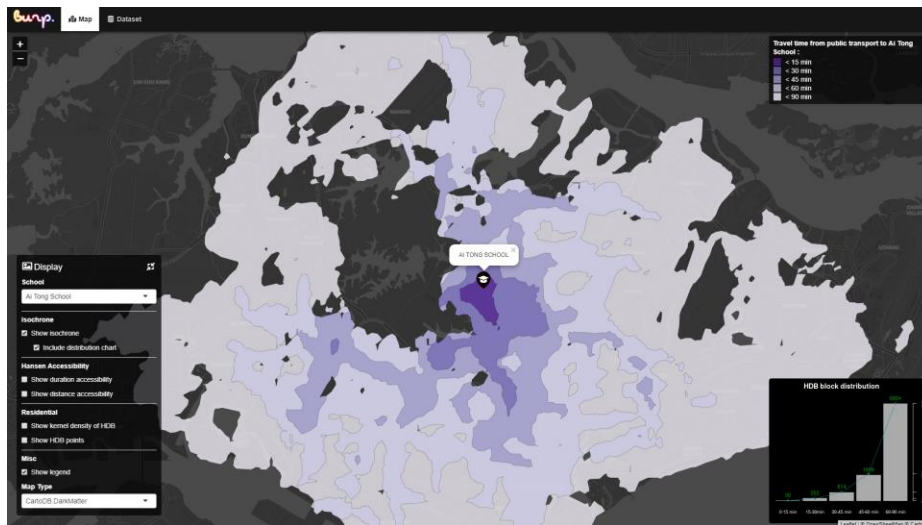 burp.
Map
Dataset
+
−
Travel time from public transport to Ai Tong
School :
< 15 min
< 30 min
< 45 min
< 60 min
< 90 min
AI TONG SCHOOL
×
Display
School
Ai Tong School
Isochrone
Show isochrone
Include distribution chart
Hansen Accessibility
Show duration accessibility
Show distance accessibility
Residential
Show kernel density of HDB
Show HDB points
Misc
Show legend
Map Type
CartoDB.DarkMatter
HDB block distribution
0-15 min
15-30min
30-45 min
45-60 min
60-90 min